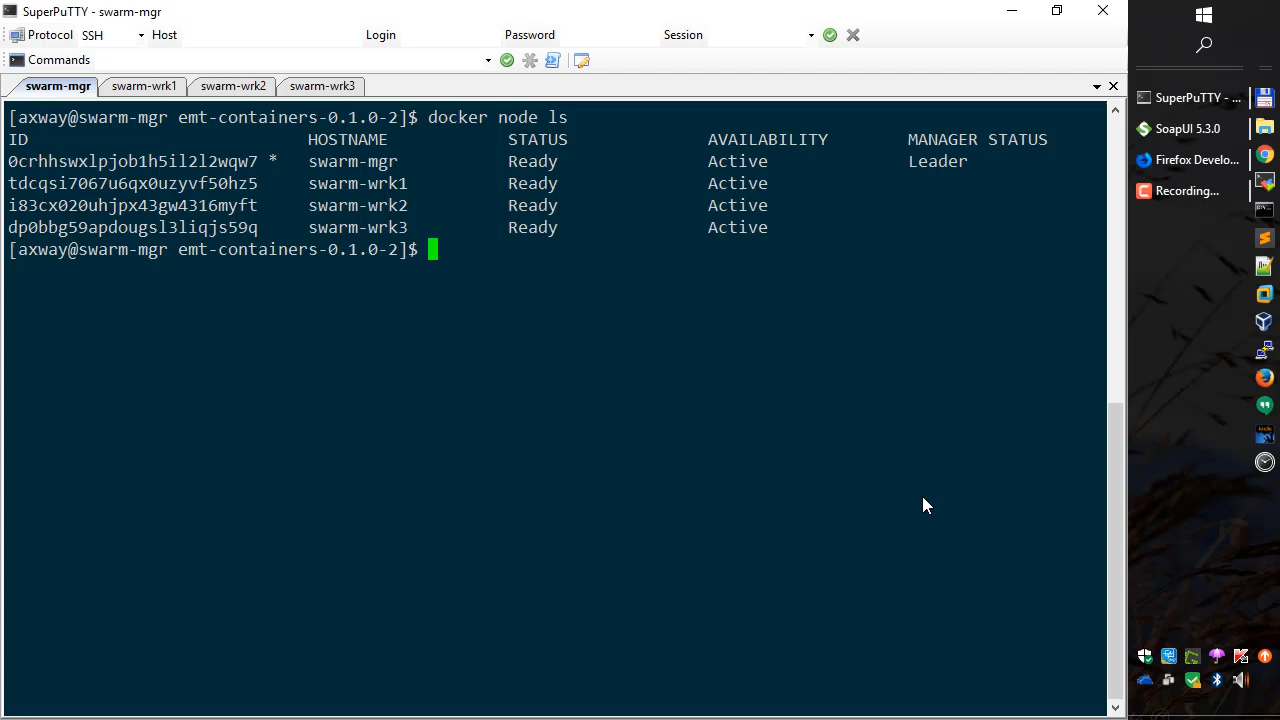 SuperPuTTY - swarm-mgr
Protocol SSH Host Login Password Session
Commands
swarm-mgr swarm-wrk1 swarm-wrk2 swarm-wrk3
[axway@swarm-mgr emt-containers-0.1.0-2]$ docker node ls
ID HOSTNAME STATUS AVAILABILITY MANAGER STATUS
0crhhswxlpjob1h5il2l2wqw7 * swarm-mgr Ready Active Leader
tdcqsi7067u6qx0uzyvf50hz5 swarm-wrk1 Ready Active
i83cx020uhjpx43gw4316myft swarm-wrk2 Ready Active
dp0bbg59apdougsl3liqjs59q swarm-wrk3 Ready Active
[axway@swarm-mgr emt-containers-0.1.0-2]$
SuperPuTTY - ...
SoapUI 5.3.0
Firefox Develo...
Recording...
kindle